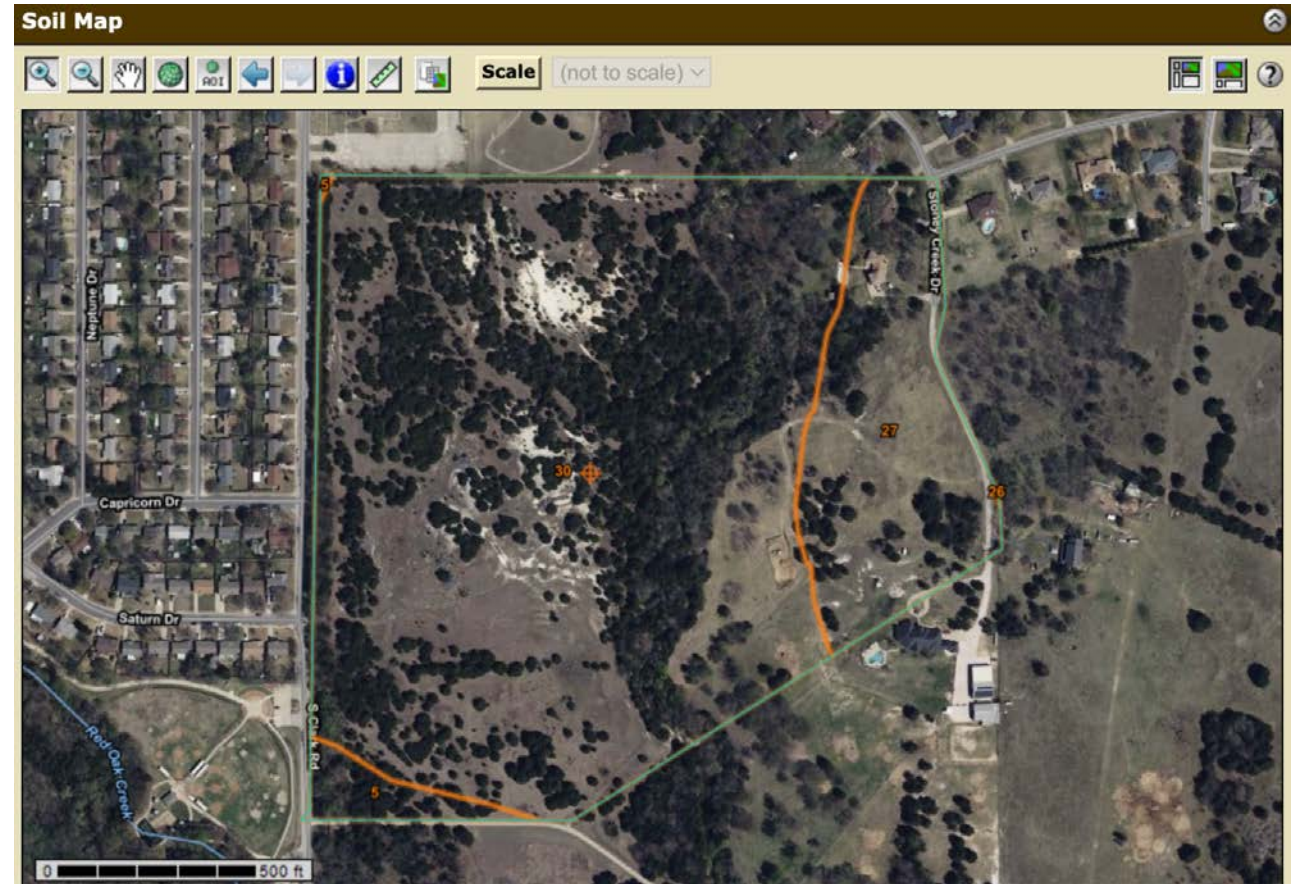 Soil Map
AOI
Scale (not to scale)
?
5
Stoney Creek Dr
Neptune Dr
27
30
26
Capricorn Dr
Saturn Dr
S Clark Rd
Red Oak Creek
5
0 500 ft